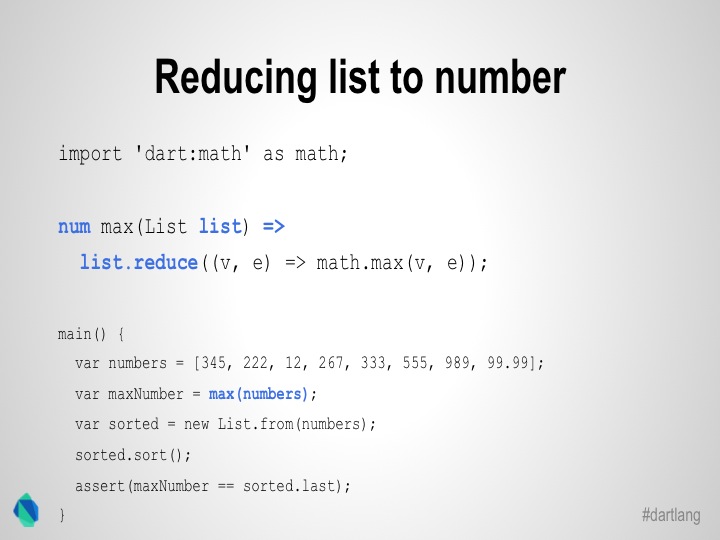 Reducing list to number
import 'dart:math' as math;
num max(List list) =>
list.reduce((v, e) => math.max(v, e));
main() {
var numbers = [345, 222, 12, 267, 333, 555, 989, 99.99];
var maxNumber = max(numbers);
var sorted = new List.from(numbers);
sorted.sort();
assert(maxNumber == sorted.last);
}
#dartlang